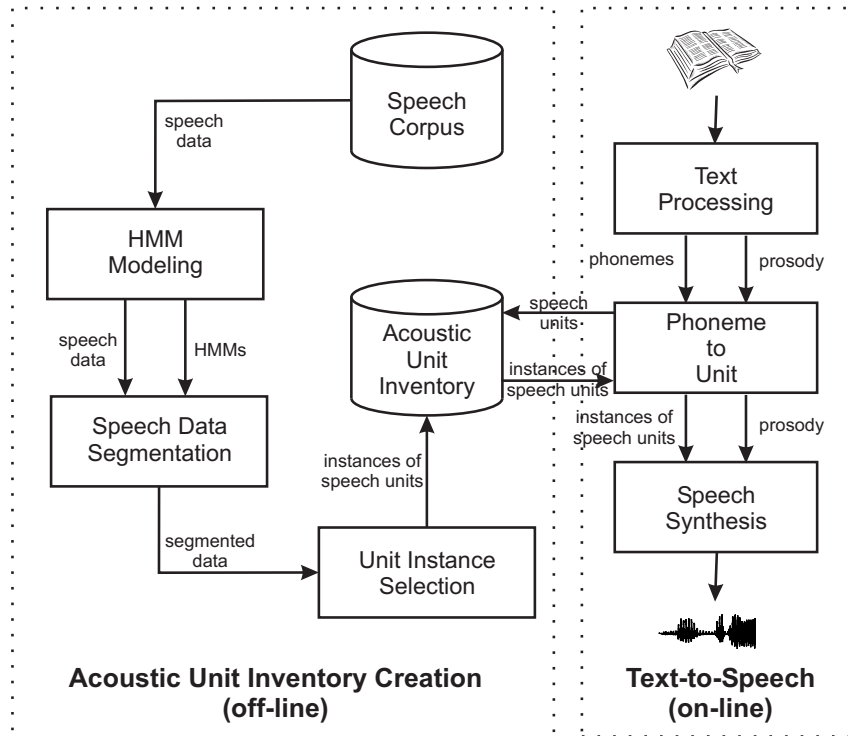 Speech
Corpus
speech
data
HMM
Modeling
speech
data
HMMs
Speech Data
Segmentation
segmented
data
Unit Instance
Selection
instances of
speech units
Acoustic
Unit
Inventory
Acoustic Unit Inventory Creation
(off-line)
Text
Processing
phonemes
prosody
speech
units
instances of
speech units
Phoneme
to
Unit
instances of
speech units
prosody
Speech
Synthesis
Text-to-Speech
(on-line)